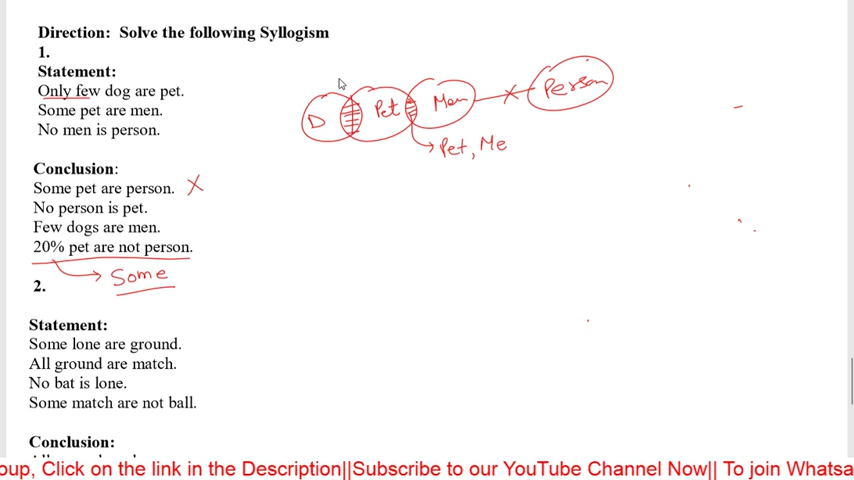 Direction: Solve the following Syllogism
1.
Statement:
Only few dog are pet.
Some pet are men.
No men is person.
D Pet Men Person
Pet, Me
Conclusion:
Some pet are person. X
No person is pet.
Few dogs are men.
20% pet are not person.
Some
2.
Statement:
Some lone are ground.
All ground are match.
No bat is lone.
Some match are not ball.
Conclusion:
oup, Click on the link in the Description||Subscribe to our YouTube Channel Now|| To join Whatsa